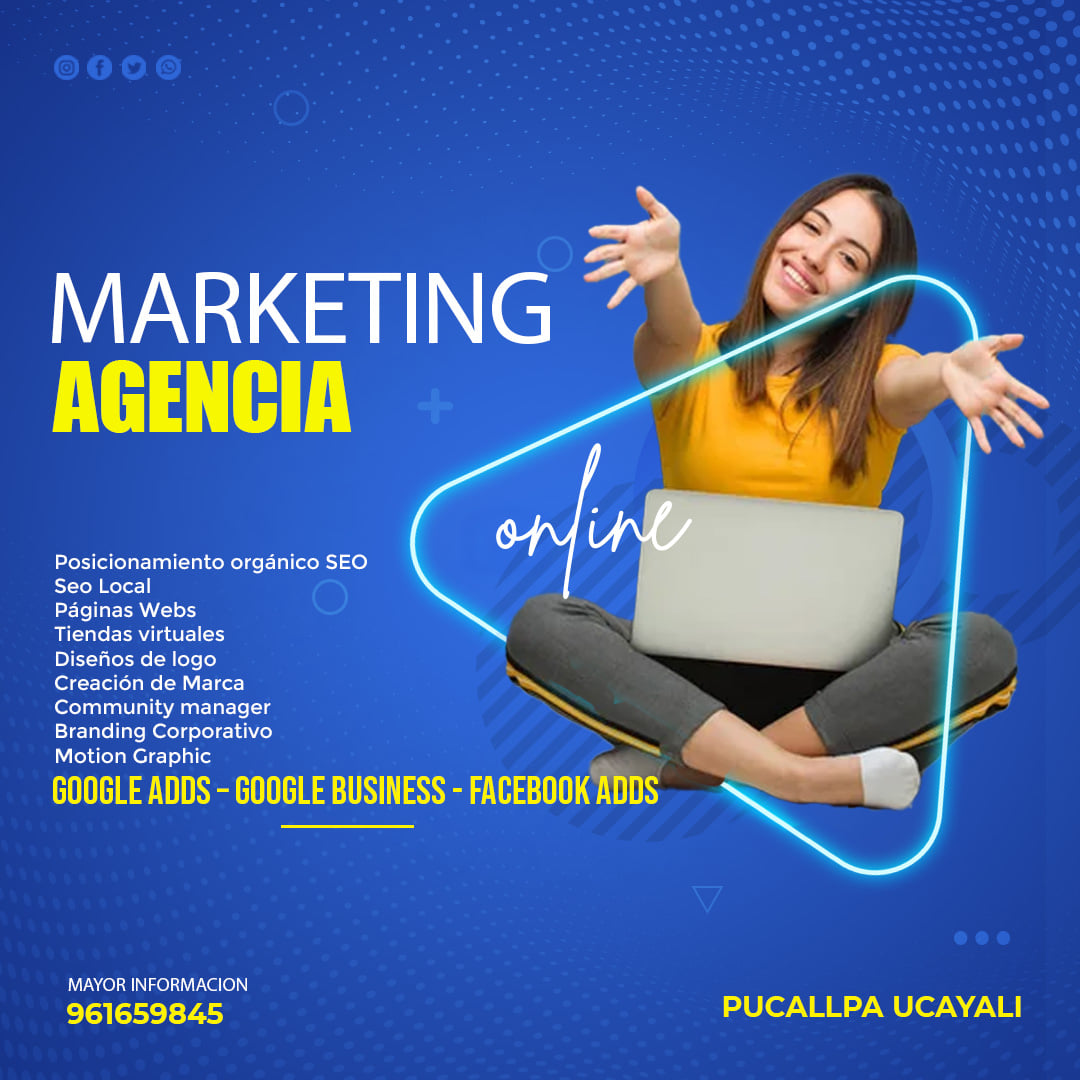 MARKETING
AGENCIA
online
Posicionamiento orgánico SEO
Seo Local
Páginas Webs
Tiendas virtuales
Diseños de logo
Creación de Marca
Community manager
Branding Corporativo
Motion Graphic
GOOGLE ADDS – GOOGLE BUSINESS - FACEBOOK ADDS
MAYOR INFORMACION
961659845
PUCALLPA UCAYALI